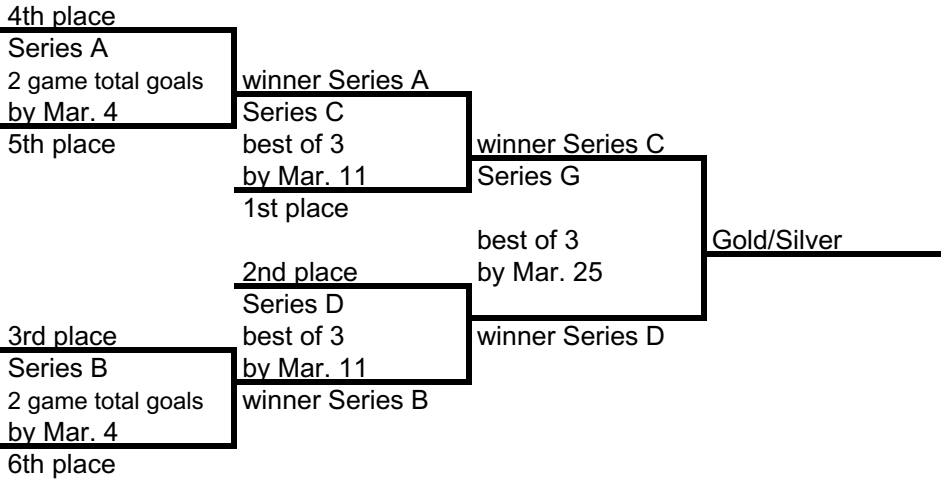 4th place
Series A
2 game total goals
by Mar. 4
5th place
winner Series A
Series C
best of 3
by Mar. 11
1st place
winner Series C
Series G
best of 3
by Mar. 25
winner Series D
Gold/Silver
2nd place
Series D
best of 3
by Mar. 11
winner Series B
3rd place
Series B
2 game total goals
by Mar. 4
6th place